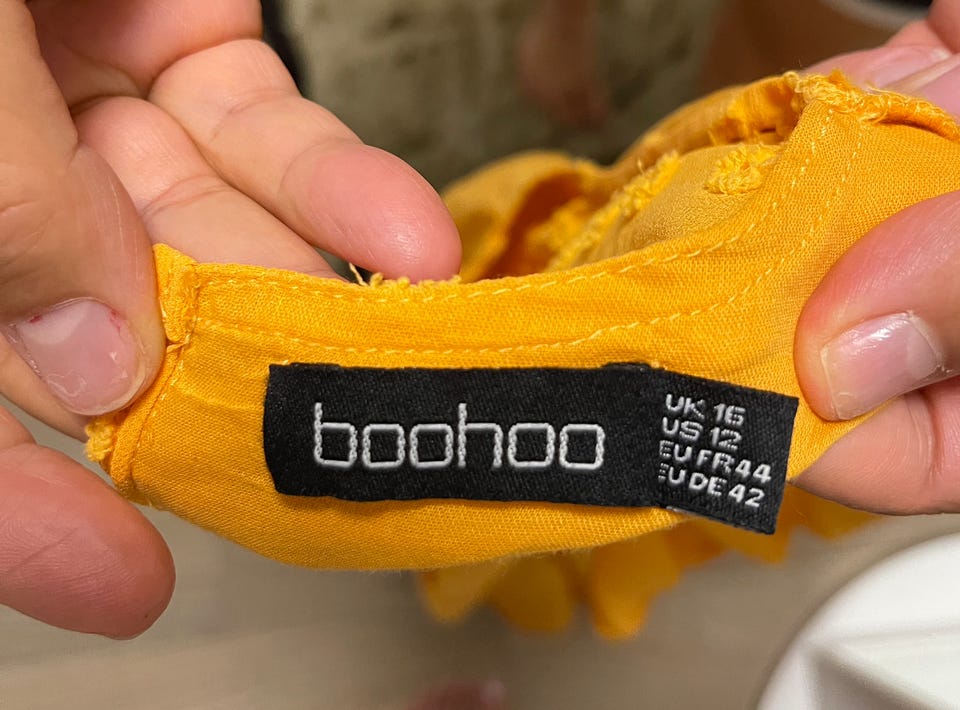 boohoo
UK 16
US 12
EU FR 44
EU DE 42